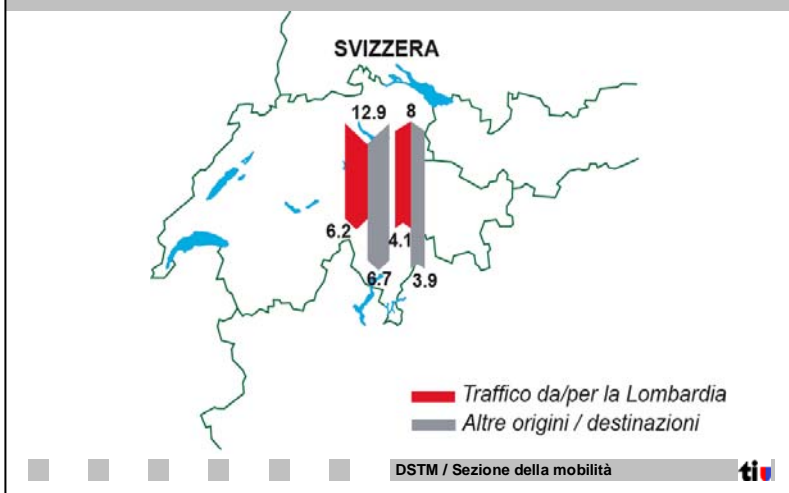 SVIZZERA
12.9 8
6.2 4.1
6.7 3.9
Traffico da/per la Lombardia
Altre origini / destinazioni
DSTM / Sezione della mobilità
ti